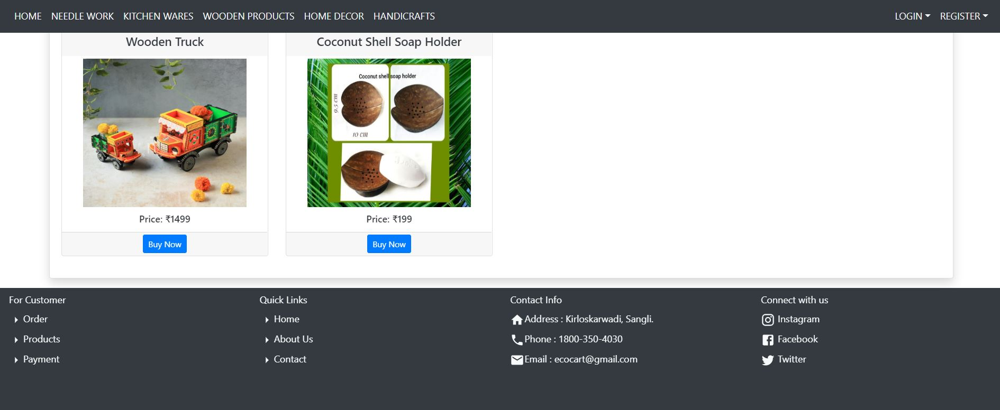 HOME NEEDLE WORK KITCHEN WARES WOODEN PRODUCTS HOME DECOR HANDICRAFTS LOGIN REGISTER
Wooden Truck
Coconut Shell Soap Holder
Coconut shell soap holder
9.5 cm
10 cm
Price: ₹1499
Price: ₹199
Buy Now
Buy Now
For Customer
Order
Products
Payment
Quick Links
Home
About Us
Contact
Contact Info
Address : Kirloskarwadi, Sangli.
Phone : 1800-350-4030
Email : ecocart@gmail.com
Connect with us
Instagram
Facebook
Twitter